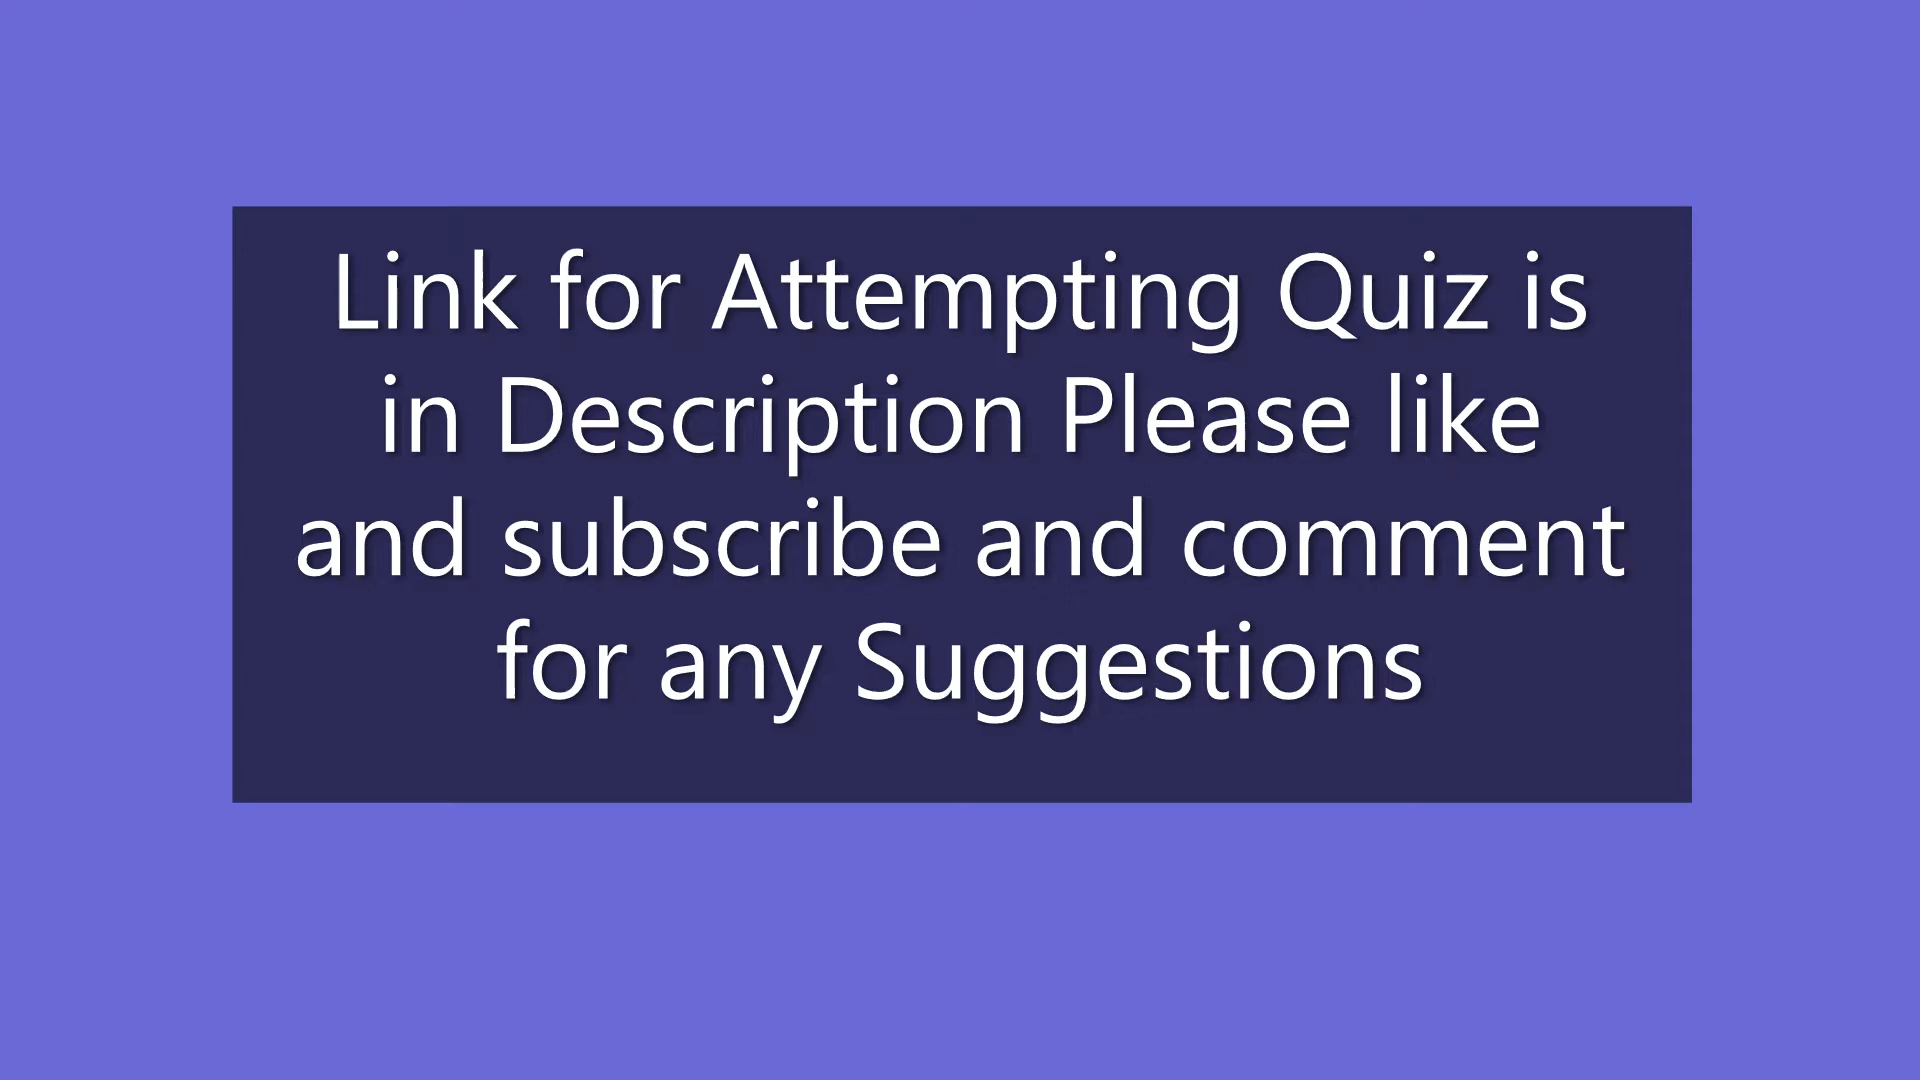 Link for Attempting Quiz is
in Description Please like
and subscribe and comment
for any Suggestions